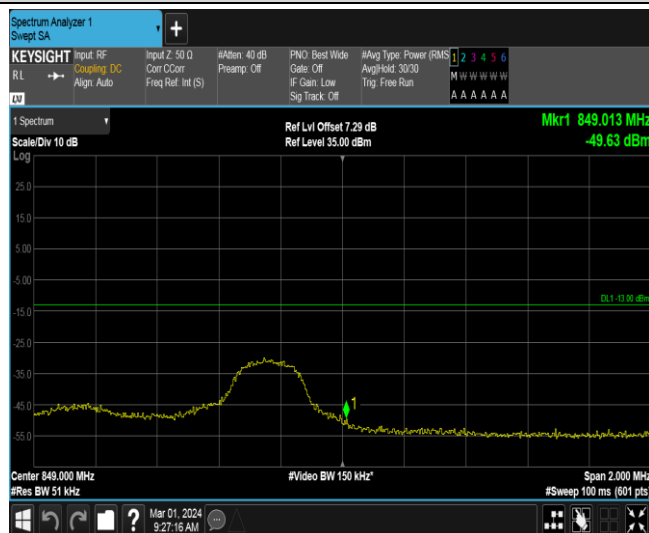 Spectrum Analyzer 1
Swept SA
+
KEYSIGHT Input: RF Input Z: 50 Ω #Atten: 40 dB PNO: Best Wide #Avg Type: Power (RMS 1 2 3 4 5 6
RL Coupling: DC Corr CCorr Preamp: Off Gate: Off Avg|Hold: 30/30 M W W W W W
Align: Auto Freq Ref: Int (S) IF Gain: Low Trig: Free Run
LXI Sig Track: Off A A A A A A
1 Spectrum Ref Lvl Offset 7.29 dB Mkr1 849.013 MHz
Scale/Div 10 dB Ref Level 35.00 dBm -49.63 dBm
Log
25.0
15.0
5.00
-5.00
DL1 -13.00 dBm
-15.0
-25.0
-35.0
-45.0
1
-55.0
Center 849.000 MHz #Video BW 150 kHz* Span 2.000 MHz
#Res BW 51 kHz #Sweep 100 ms (601 pts)
? Mar 01, 2024
9:27:16 AM